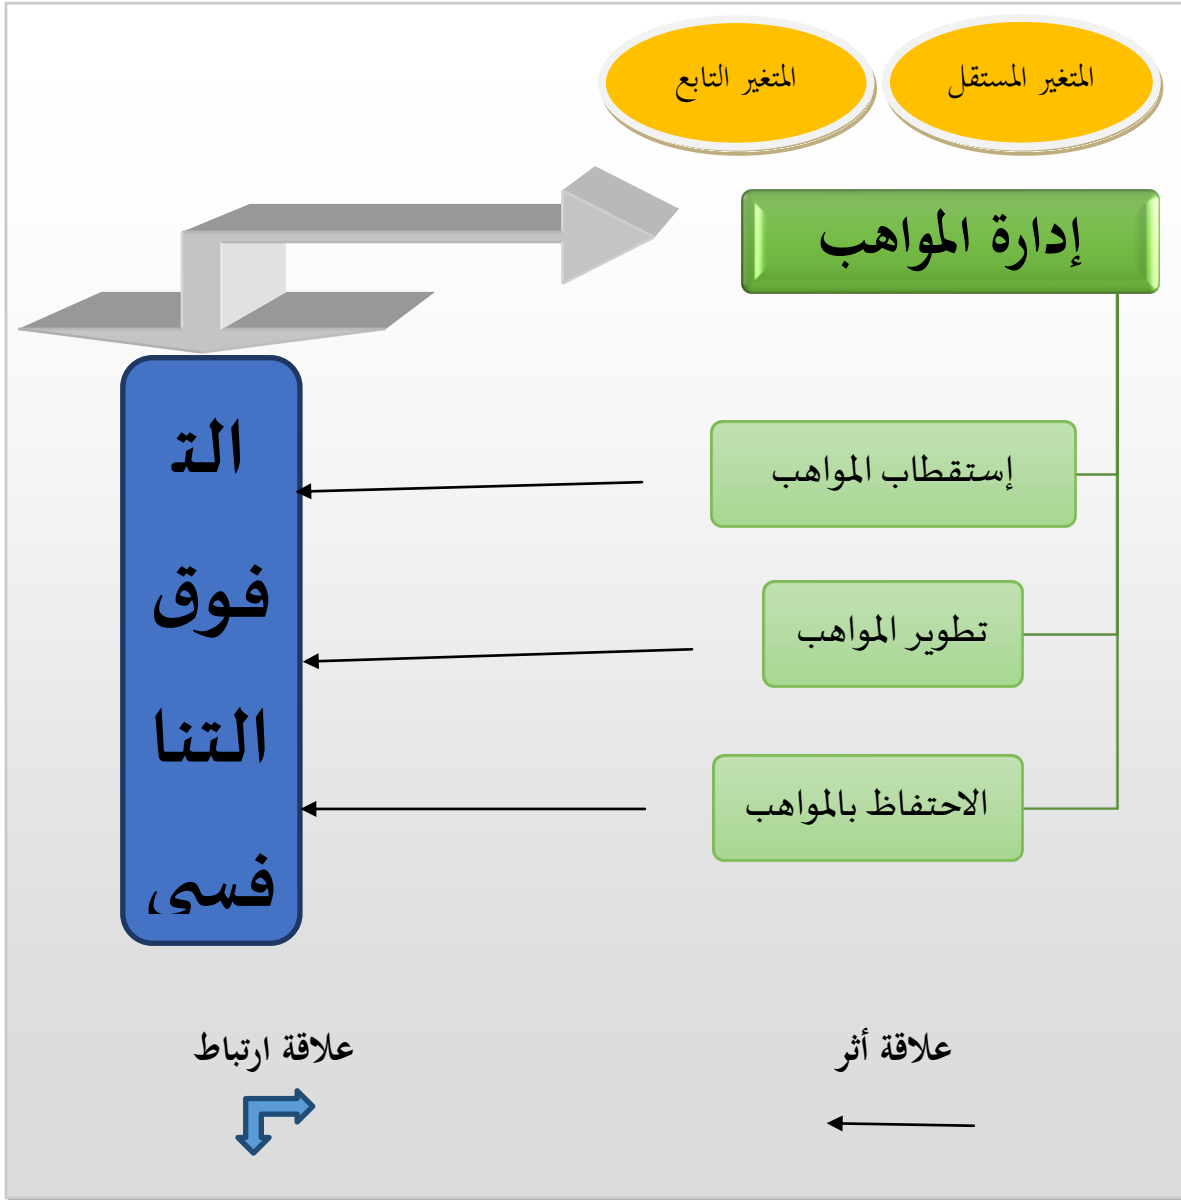 المتغير المستقل
المتغير التابع
إدارة المواهب
إستقطاب المواهب
تطوير المواهب
الاحتفاظ بالمواهب
التـ
فوق
التنا
فسي
علاقة أثر
علاقة ارتباط